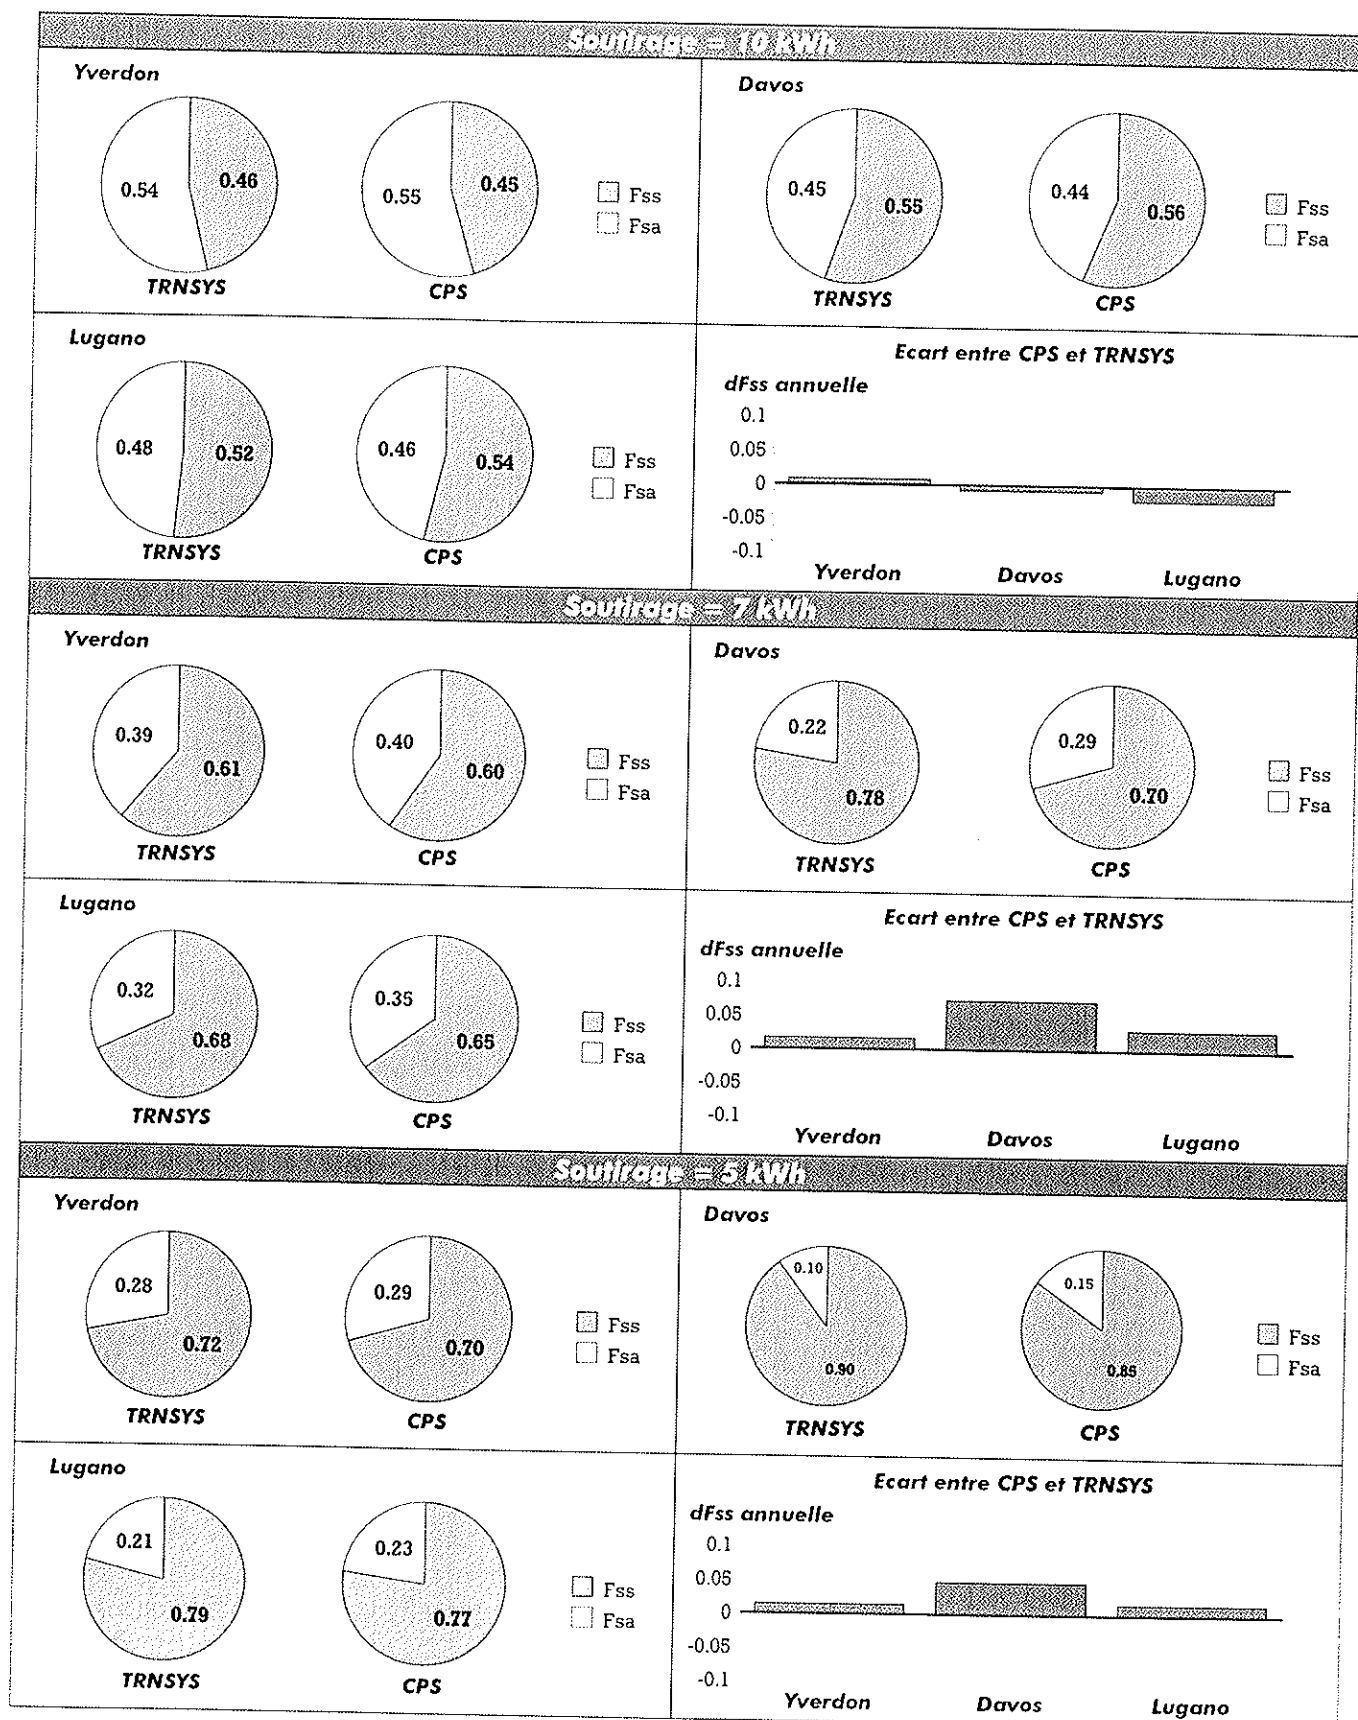 Soutirage = 10 kWh
Yverdon
0.54
0.46
TRNSYS
0.55
0.45
CPS
Fss
Fsa
Davos
0.45
0.55
TRNSYS
0.44
0.56
CPS
Fss
Fsa
Lugano
0.48
0.52
TRNSYS
0.46
0.54
CPS
Fss
Fsa
Ecart entre CPS et TRNSYS
dFss annuelle
0.1
0.05
0
-0.05
-0.1
Yverdon Davos Lugano
Soutirage = 7 kWh
Yverdon
0.39
0.61
TRNSYS
0.40
0.60
CPS
Fss
Fsa
Davos
0.22
0.78
TRNSYS
0.29
0.70
CPS
Fss
Fsa
Lugano
0.32
0.68
TRNSYS
0.35
0.65
CPS
Fss
Fsa
Ecart entre CPS et TRNSYS
dFss annuelle
0.1
0.05
0
-0.05
-0.1
Yverdon Davos Lugano
Soutirage = 5 kWh
Yverdon
0.28
0.72
TRNSYS
0.29
0.70
CPS
Fss
Fsa
Davos
0.10
0.90
TRNSYS
0.15
0.85
CPS
Fss
Fsa
Lugano
0.21
0.79
TRNSYS
0.23
0.77
CPS
Fss
Fsa
Ecart entre CPS et TRNSYS
dFss annuelle
0.1
0.05
0
-0.05
-0.1
Yverdon Davos Lugano